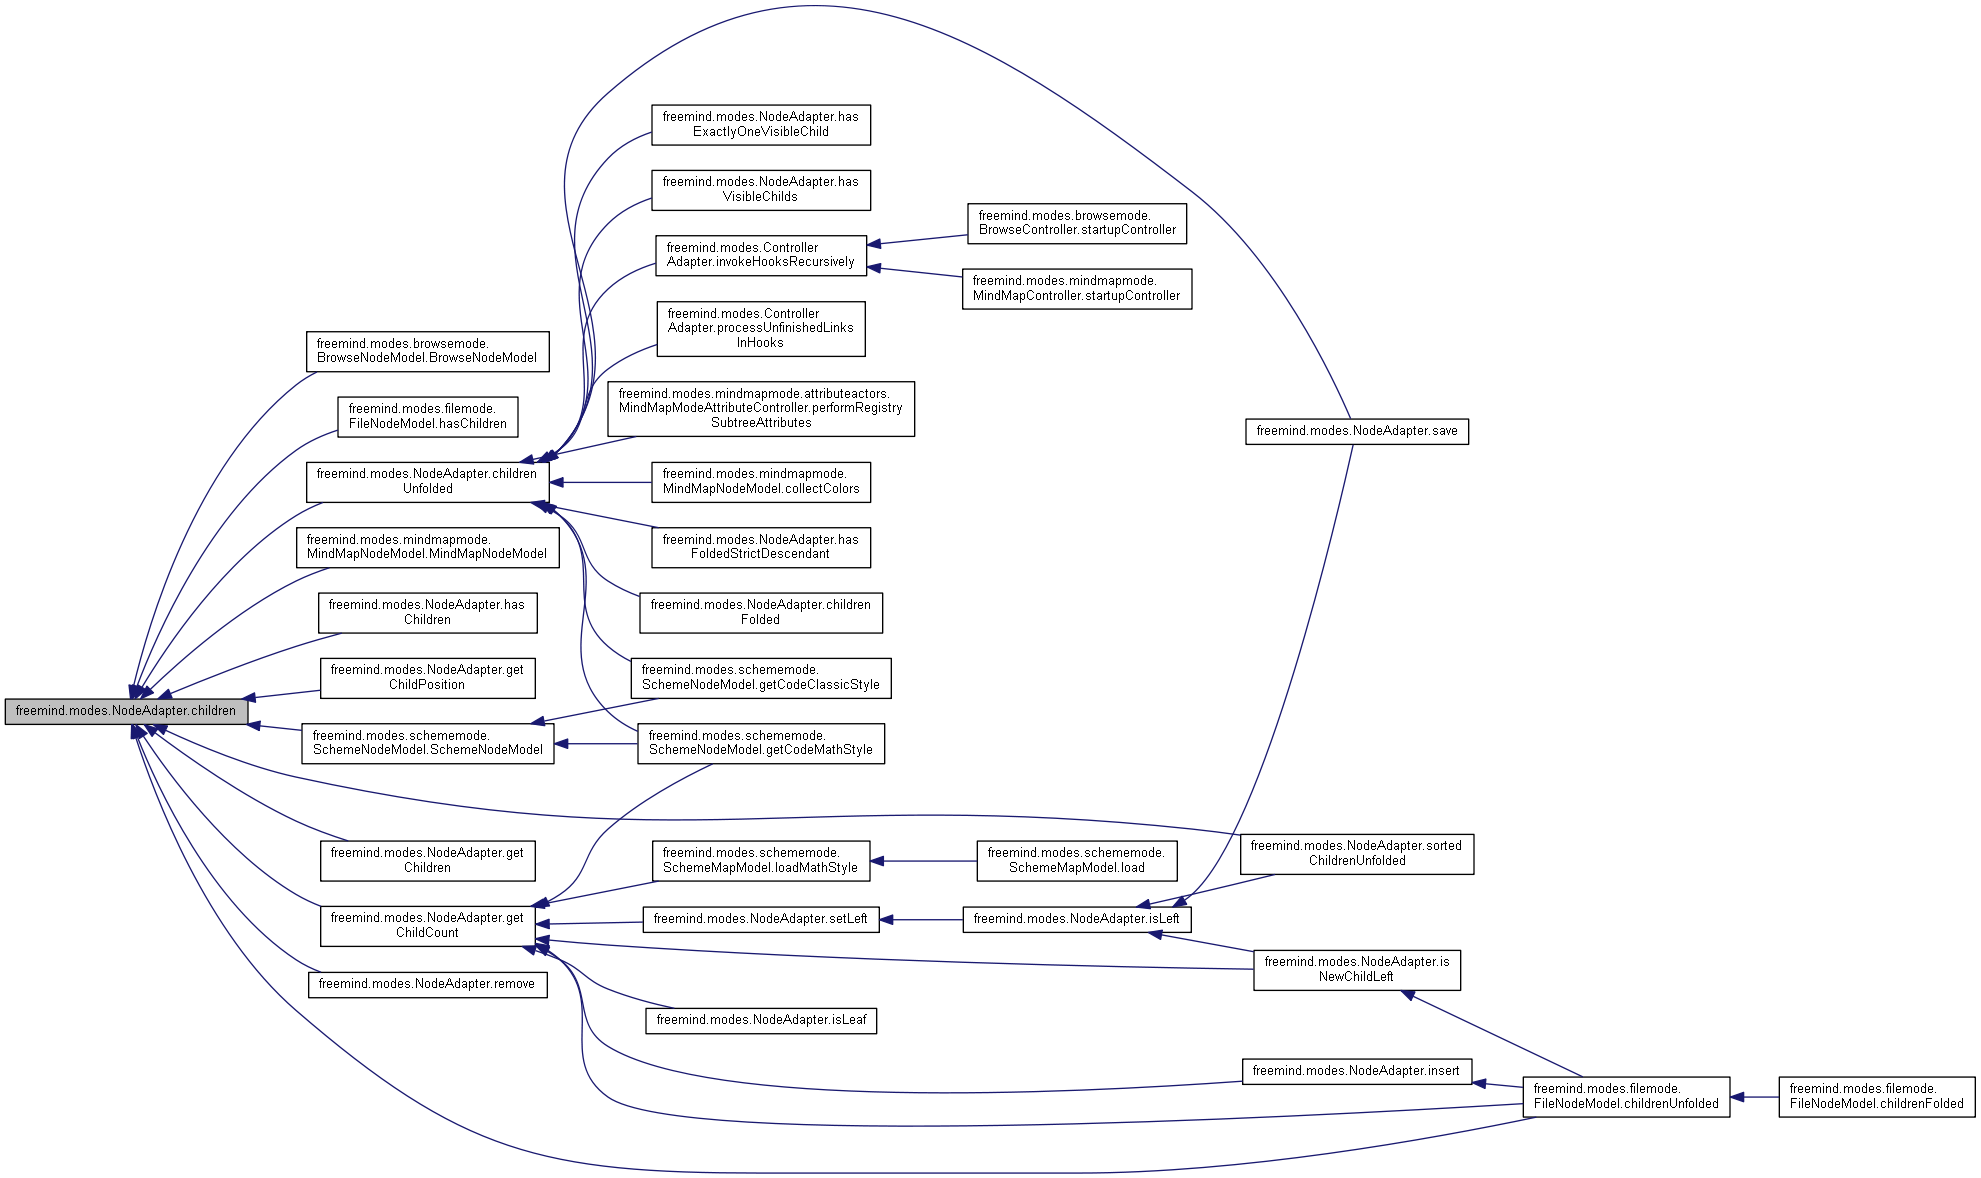 freemind.modes.NodeAdapter.children
freemind.modes.browsemode.
BrowseNodeModel.BrowseNodeModel
freemind.modes.filemode.
FileNodeModel.hasChildren
freemind.modes.NodeAdapter.children
Unfolded
freemind.modes.mindmapmode.
MindMapNodeModel.MindMapNodeModel
freemind.modes.NodeAdapter.has
Children
freemind.modes.NodeAdapter.get
ChildPosition
freemind.modes.schememode.
SchemeNodeModel.SchemeNodeModel
freemind.modes.NodeAdapter.get
Children
freemind.modes.NodeAdapter.get
ChildCount
freemind.modes.NodeAdapter.remove
freemind.modes.NodeAdapter.has
ExactlyOneVisibleChild
freemind.modes.NodeAdapter.has
VisibleChilds
freemind.modes.Controller
Adapter.invokeHooksRecursively
freemind.modes.Controller
Adapter.processUnfinishedLinks
InHooks
freemind.modes.mindmapmode.attributeactors.
MindMapModeAttributeController.performRegistry
SubtreeAttributes
freemind.modes.mindmapmode.
MindMapNodeModel.collectColors
freemind.modes.NodeAdapter.has
FoldedStrictDescendant
freemind.modes.NodeAdapter.children
Folded
freemind.modes.schememode.
SchemeNodeModel.getCodeClassicStyle
freemind.modes.schememode.
SchemeNodeModel.getCodeMathStyle
freemind.modes.schememode.
SchemeMapModel.loadMathStyle
freemind.modes.NodeAdapter.setLeft
freemind.modes.NodeAdapter.isLeaf
freemind.modes.browsemode.
BrowseController.startupController
freemind.modes.mindmapmode.
MindMapController.startupController
freemind.modes.schememode.
SchemeMapModel.load
freemind.modes.NodeAdapter.isLeft
freemind.modes.NodeAdapter.save
freemind.modes.NodeAdapter.sorted
ChildrenUnfolded
freemind.modes.NodeAdapter.is
NewChildLeft
freemind.modes.NodeAdapter.insert
freemind.modes.filemode.
FileNodeModel.childrenUnfolded
freemind.modes.filemode.
FileNodeModel.childrenFolded